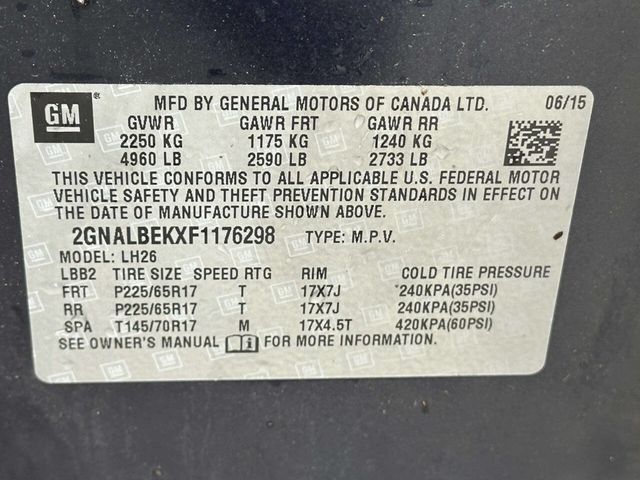 GM ® MFD BY GENERAL MOTORS OF CANADA LTD. 06/15
GVWR GAWR FRT GAWR RR
2250 KG 1175 KG 1240 KG
4960 LB 2590 LB 2733 LB
THIS VEHICLE CONFORMS TO ALL APPLICABLE U.S. FEDERAL MOTOR
VEHICLE SAFETY AND THEFT PREVENTION STANDARDS IN EFFECT ON
THE DATE OF MANUFACTURE SHOWN ABOVE.
2GNALBEKXF1176298 TYPE: M.P.V.
MODEL: LH26
LBB2 TIRE SIZE SPEED RTG RIM COLD TIRE PRESSURE
FRT P225/65R17 T 17X7J 240KPA(35PSI)
RR P225/65R17 T 17X7J 240KPA(35PSI)
SPA T145/70R17 M 17X4.5T 420KPA(60PSI)
SEE OWNER'S MANUAL FOR MORE INFORMATION.